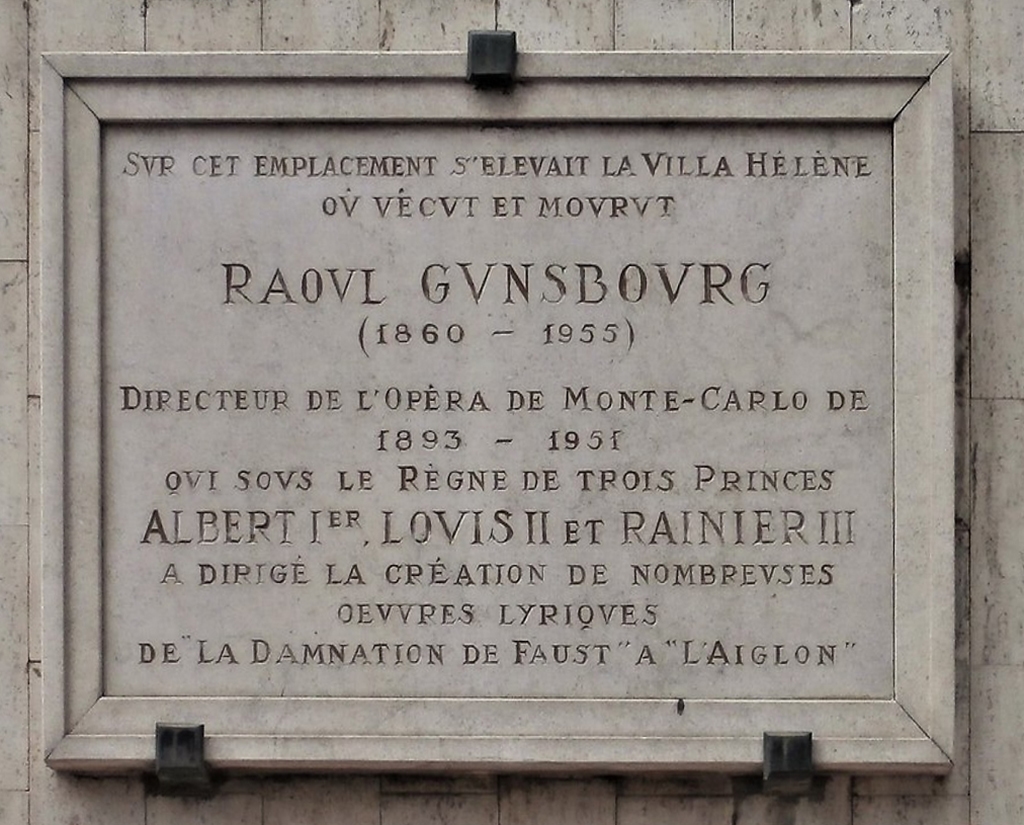 SVR CET EMPLACEMENT S'ELEVAIT LA VILLA HÉLÈNE
OÙ VÉCVT ET MOVRVT
RAOVL GVNSBOVRG
(1860 – 1955)
DIRECTEUR DE L'OPÉRA DE MONTE-CARLO DE
1893 – 1951
QVI SOVS LE RÈGNE DE TROIS PRINCES
ALBERT IER, LOVIS II ET RAINIER III
A DIRIGÉ LA CRÉATION DE NOMBREVSES
OEVVRES LYRIQVES
DE "LA DAMNATION DE FAUST" A "L'AIGLON"